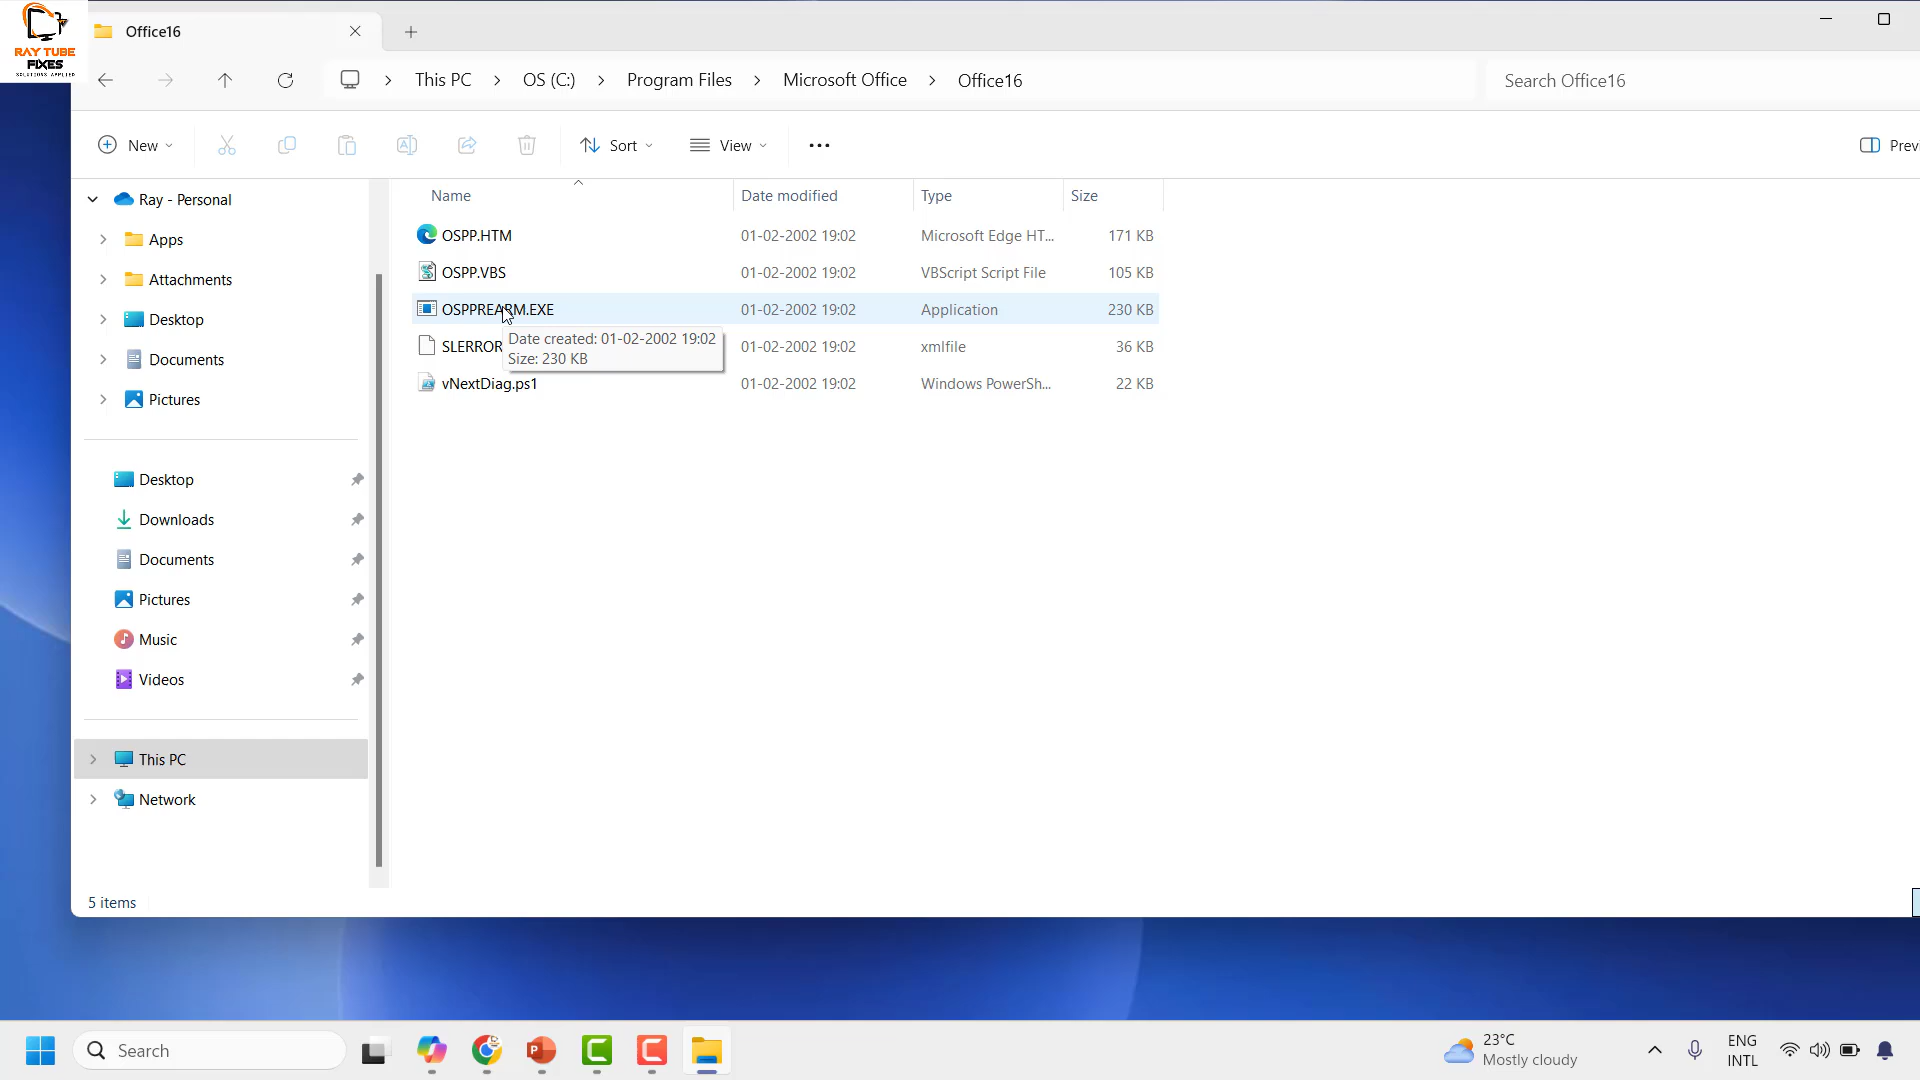 RAY TUBE
FIXES
SOLUTIONS APPLIED
Office16
This PC
OS (C:)
Program Files
Microsoft Office
Office16
Search Office16
New
Sort
View
Previ
Ray - Personal
Apps
Attachments
Desktop
Documents
Pictures
Desktop
Downloads
Documents
Pictures
Music
Videos
This PC
Network
Name Date modified Type Size
OSPP.HTM 01-02-2002 19:02 Microsoft Edge HT... 171 KB
OSPP.VBS 01-02-2002 19:02 VBScript Script File 105 KB
OSPPREARM.EXE 01-02-2002 19:02 Application 230 KB
SLERROR 01-02-2002 19:02 xmlfile 36 KB
Date created: 01-02-2002 19:02
Size: 230 KB
vNextDiag.ps1 01-02-2002 19:02 Windows PowerSh... 22 KB
5 items
Search
23°C
Mostly cloudy
ENG
INTL